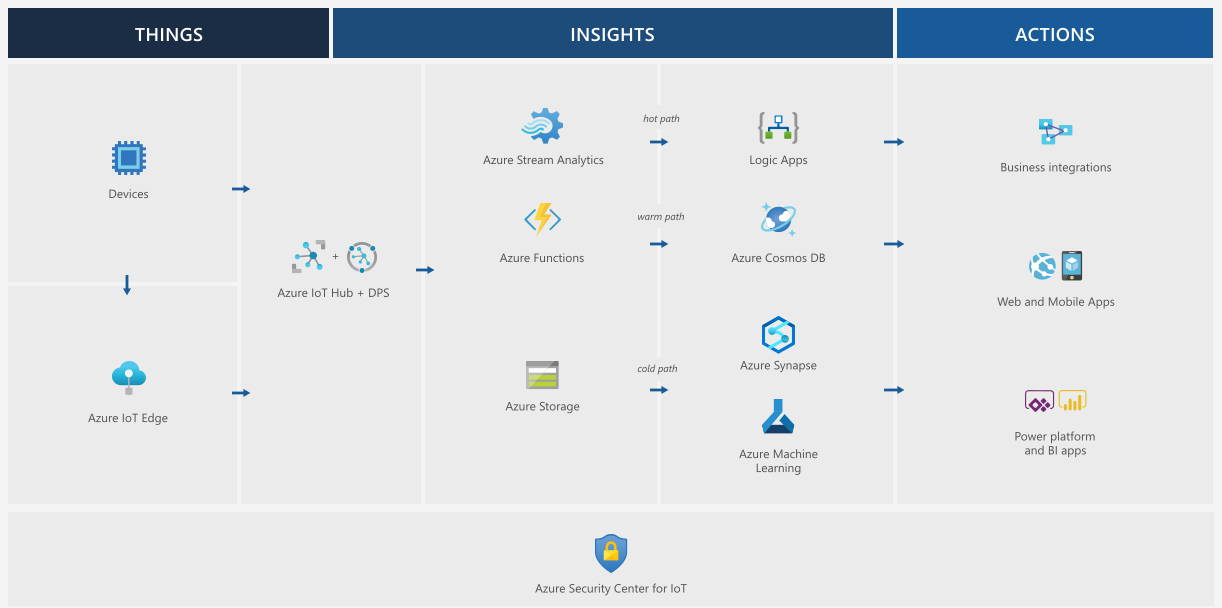 THINGS
INSIGHTS
ACTIONS
Devices
Azure IoT Edge
+
Azure IoT Hub + DPS
Azure Stream Analytics
hot path
Logic Apps
Azure Functions
warm path
Azure Cosmos DB
Azure Storage
cold path
Azure Synapse
Azure Machine
Learning
Business integrations
Web and Mobile Apps
Power platform
and BI apps
Azure Security Center for IoT